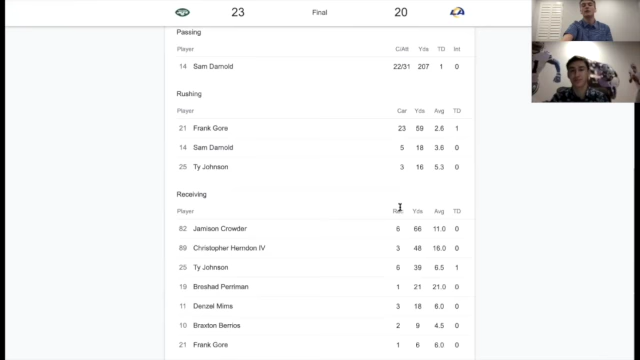 23 Final 20
Passing
Player C/Att Yds TD Int
14 Sam Darnold 22/31 207 1 0
Rushing
Player Car Yds Avg TD
21 Frank Gore 23 59 2.6 1
14 Sam Darnold 5 18 3.6 0
25 Ty Johnson 3 16 5.3 0
Receiving
Player Rec Yds Avg TD
82 Jamison Crowder 6 66 11.0 0
89 Christopher Herndon IV 3 48 16.0 0
25 Ty Johnson 6 39 6.5 1
19 Breshad Perriman 1 21 21.0 0
11 Denzel Mims 3 18 6.0 0
10 Braxton Berrios 2 9 4.5 0
21 Frank Gore 1 6 6.0 0